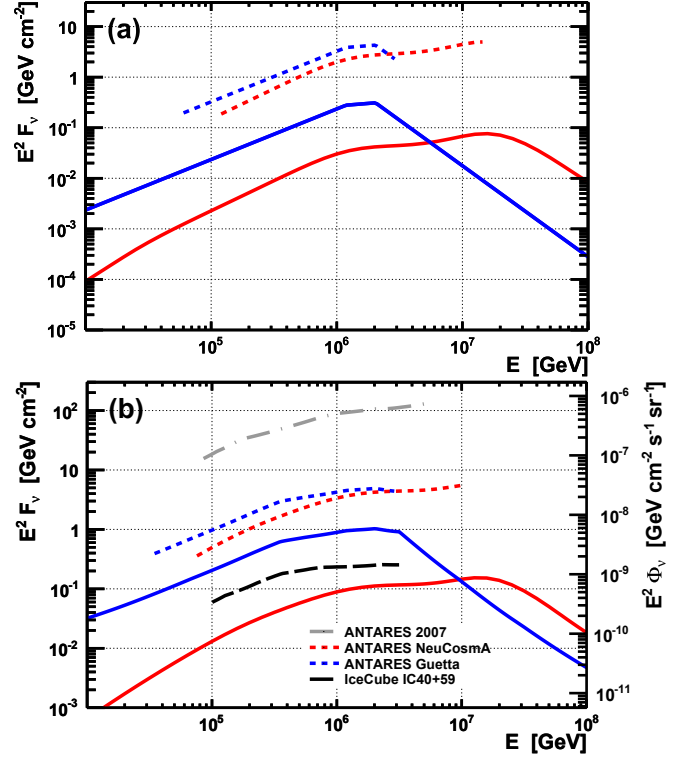 (a)
E² Fν [GeV cm⁻²]
10
1
10⁻¹
10⁻²
10⁻³
10⁻⁴
10⁻⁵
10⁵ 10⁶ 10⁷ 10⁸
E [GeV]
(b)
E² Fν [GeV cm⁻²]
10²
10
1
10⁻¹
10⁻²
10⁻³
E² Φν [GeV cm⁻² s⁻¹ sr⁻¹]
10⁻⁶
10⁻⁷
10⁻⁸
10⁻⁹
10⁻¹⁰
10⁻¹¹
ANTARES 2007
ANTARES NeuCosmA
ANTARES Guetta
IceCube IC40+59
10⁵ 10⁶ 10⁷ 10⁸
E [GeV]